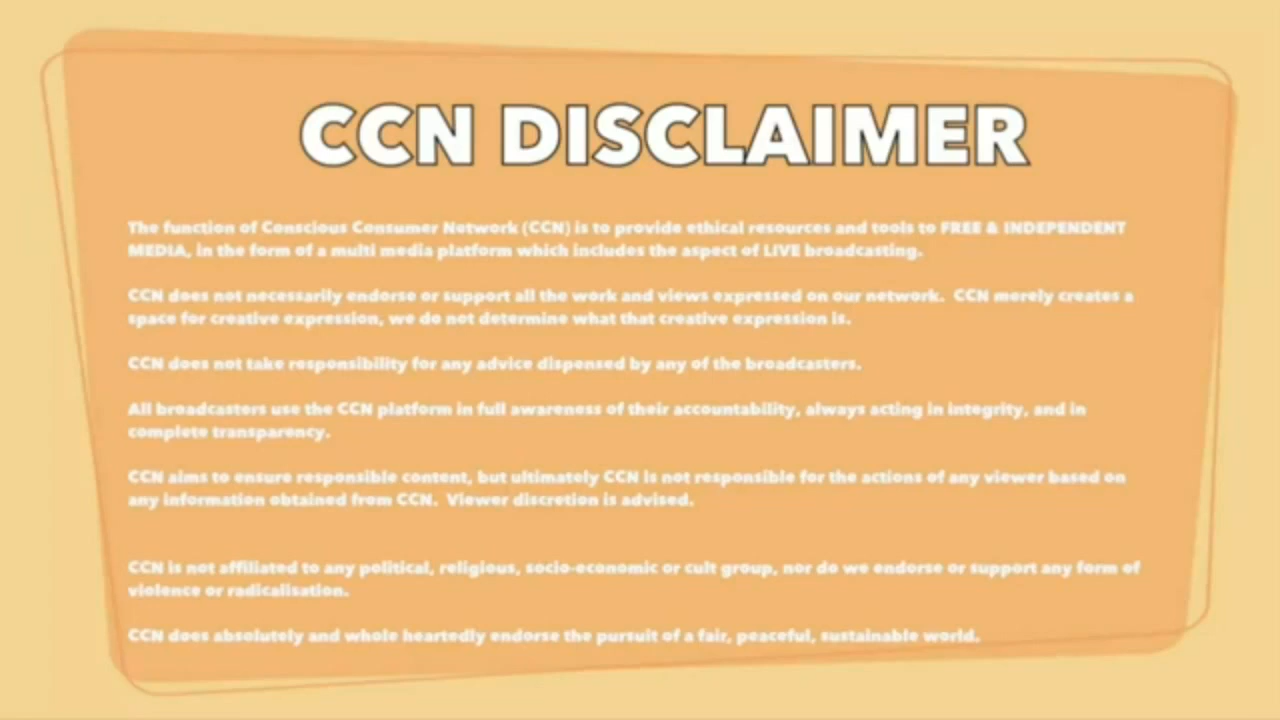 CCN DISCLAIMER
The function of Conscious Consumer Network (CCN) is to provide ethical resources and tools to FREE & INDEPENDENT
MEDIA, in the form of a multi media platform which includes the aspect of LIVE broadcasting.
CCN does not necessarily endorse or support all the work and views expressed on our network.  CCN merely creates a
space for creative expression, we do not determine what that creative expression is.
CCN does not take responsibility for any advice dispensed by any of the broadcasters.
All broadcasters use the CCN platform in full awareness of their accountability, always acting in integrity, and in
complete transparency.
CCN aims to ensure responsible content, but ultimately CCN is not responsible for the actions of any viewer based on
any information obtained from CCN.  Viewer discretion is advised.
CCN is not affiliated to any political, religious, socio-economic or cult group, nor do we endorse or support any form of
violence or radicalisation.
CCN does absolutely and whole heartedly endorse the pursuit of a fair, peaceful, sustainable world.